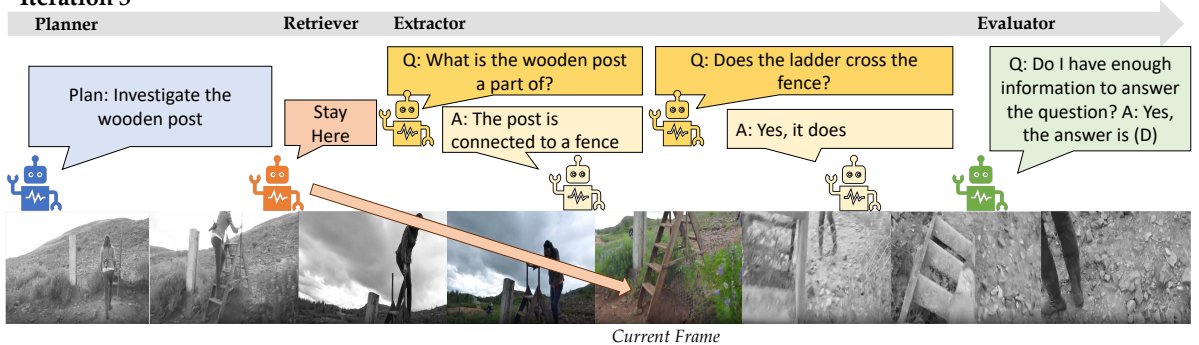 Iteration 3
Planner
Retriever
Extractor
Evaluator
Plan: Investigate the
wooden post
Stay
Here
Q: What is the wooden post
a part of?
A: The post is
connected to a fence
Q: Does the ladder cross the
fence?
A: Yes, it does
Q: Do I have enough
information to answer
the question? A: Yes,
the answer is (D)
Current Frame